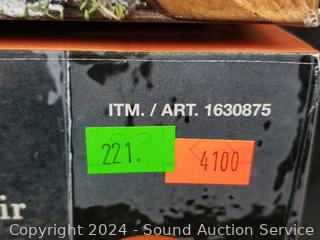 ITM. / ART. 1630875
221.
4100
ir
Copyright 2024 - Sound Auction Service